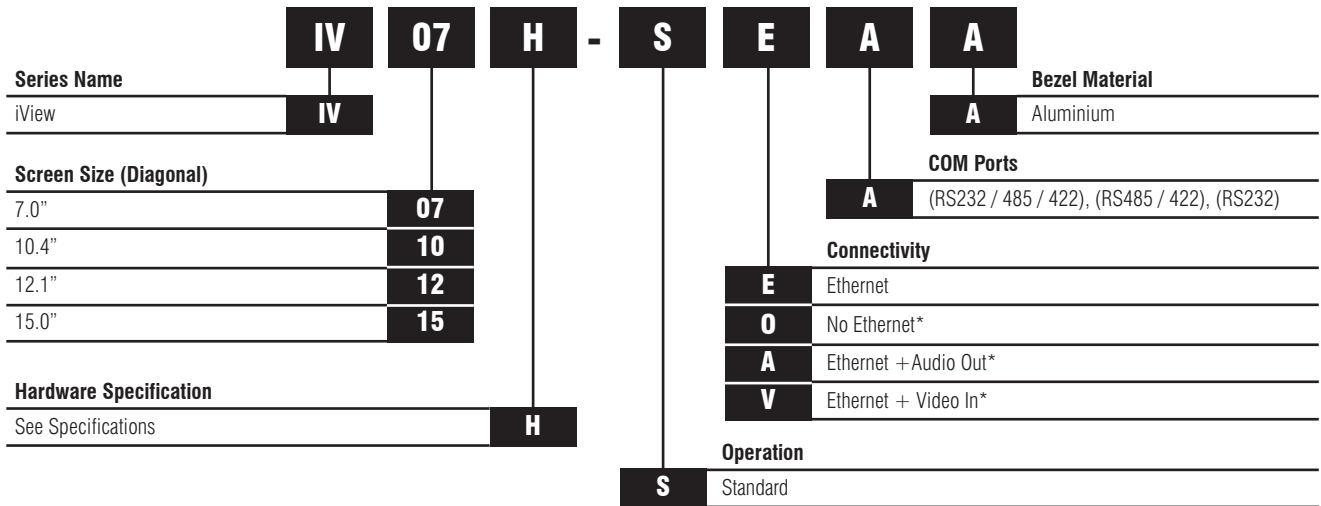 IV 07 H - S E A A
Series Name
iView IV
Bezel Material
A Aluminium
Screen Size (Diagonal)
7.0” 07
10.4” 10
12.1” 12
15.0” 15
COM Ports
A (RS232 / 485 / 422), (RS485 / 422), (RS232)
Connectivity
E Ethernet
O No Ethernet*
A Ethernet +Audio Out*
V Ethernet + Video In*
Hardware Specification
See Specifications H
Operation
S Standard